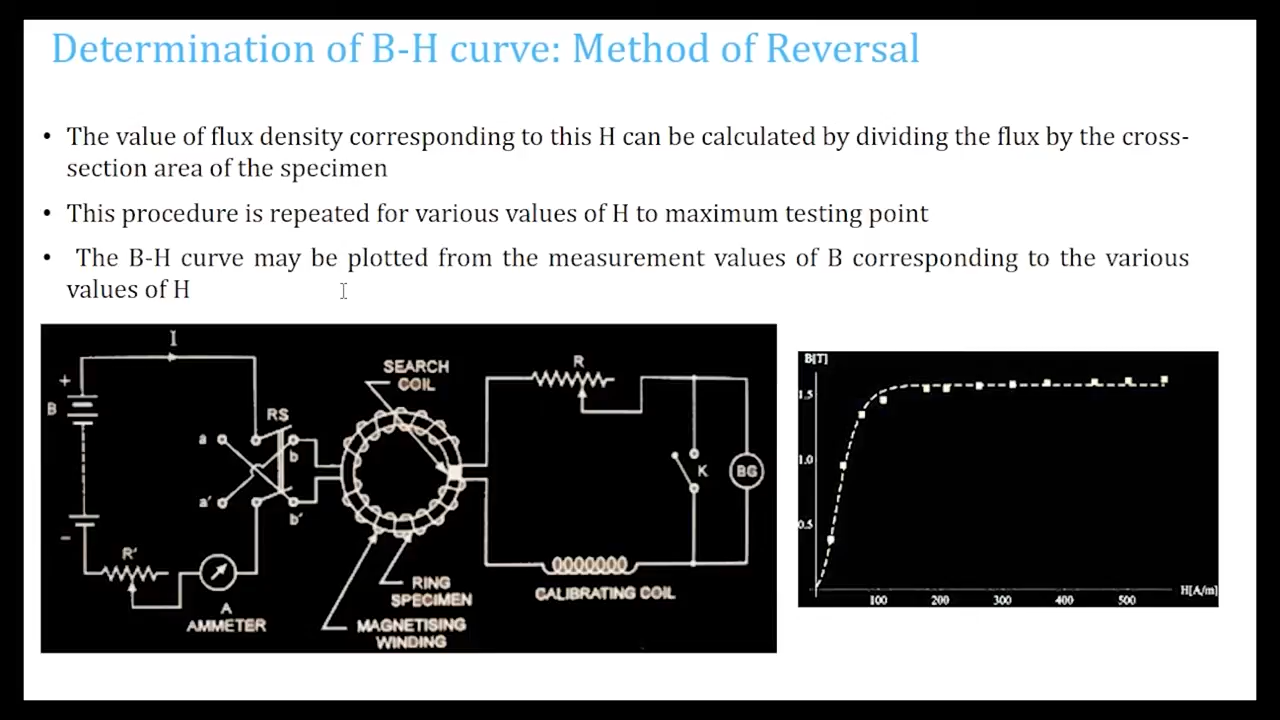 Determination of B-H curve: Method of Reversal
• The value of flux density corresponding to this H can be calculated by dividing the flux by the cross-
section area of the specimen
• This procedure is repeated for various values of H to maximum testing point
• The B-H curve may be plotted from the measurement values of B corresponding to the various
values of H
I
+
B
-
RS
a
a'
b
b'
R'
A
AMMETER
SEARCH
COIL
RING
SPECIMEN
MAGNETISING
WINDING
R
K
BG
CALIBRATING COIL
B[T]
1.5
1.0
0.5
100
200
300
400
500
H[A/m]